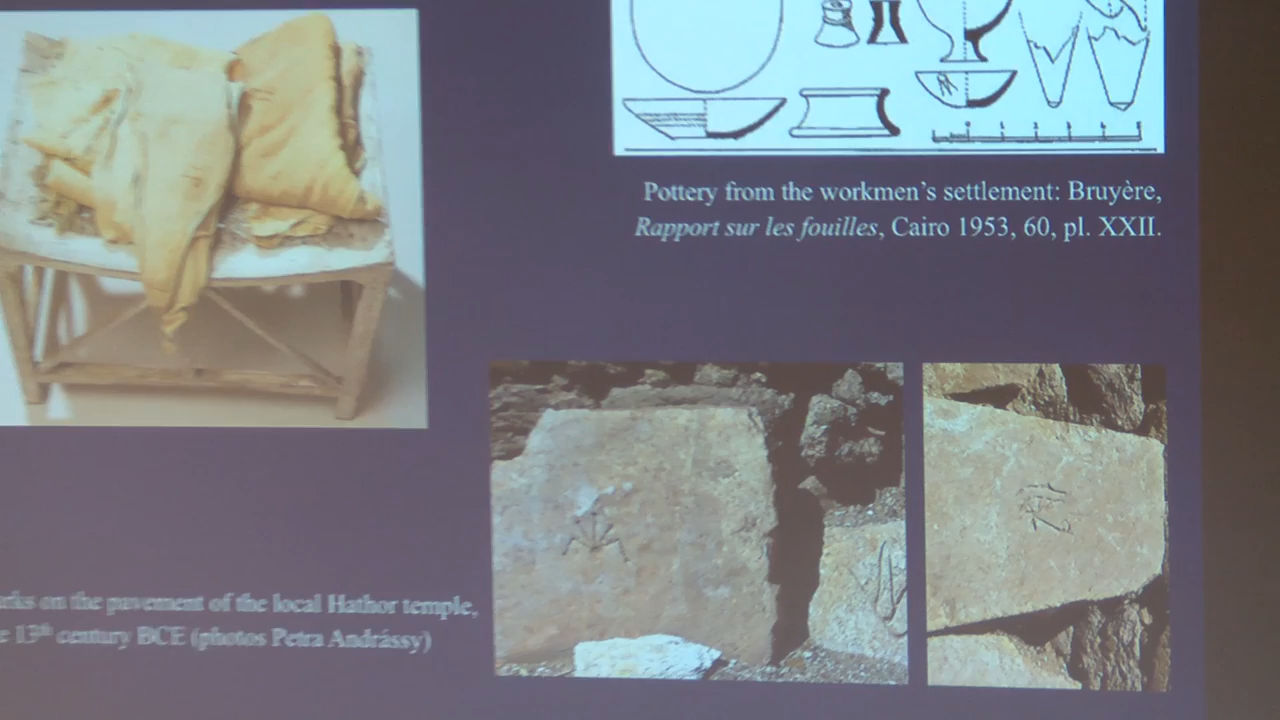 Pottery from the workmen's settlement: Bruyère,
Rapport sur les fouilles, Cairo 1953, 60, pl. XXII.
on the pavement of the local Hathor temple,
13th century BCE (photos Petra Andrássy)